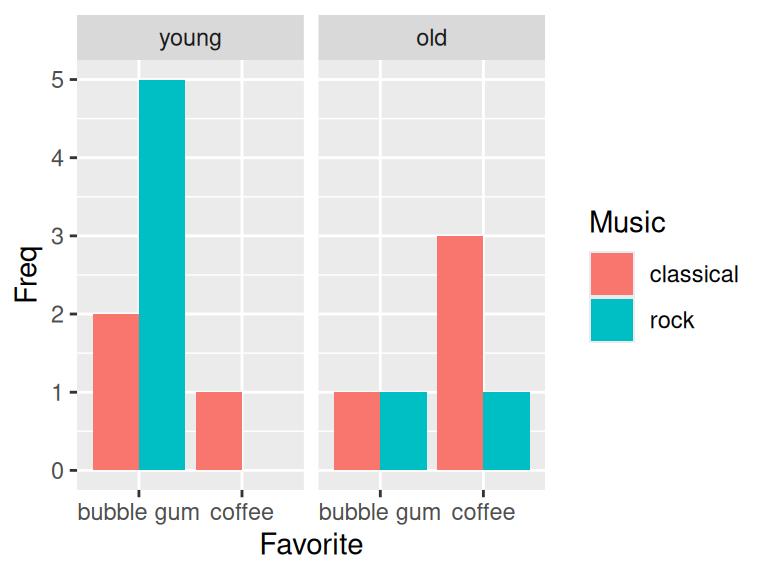 young old
5
4
3
2
1
0
Freq
bubble gum coffee bubble gum coffee
Favorite
Music
classical
rock